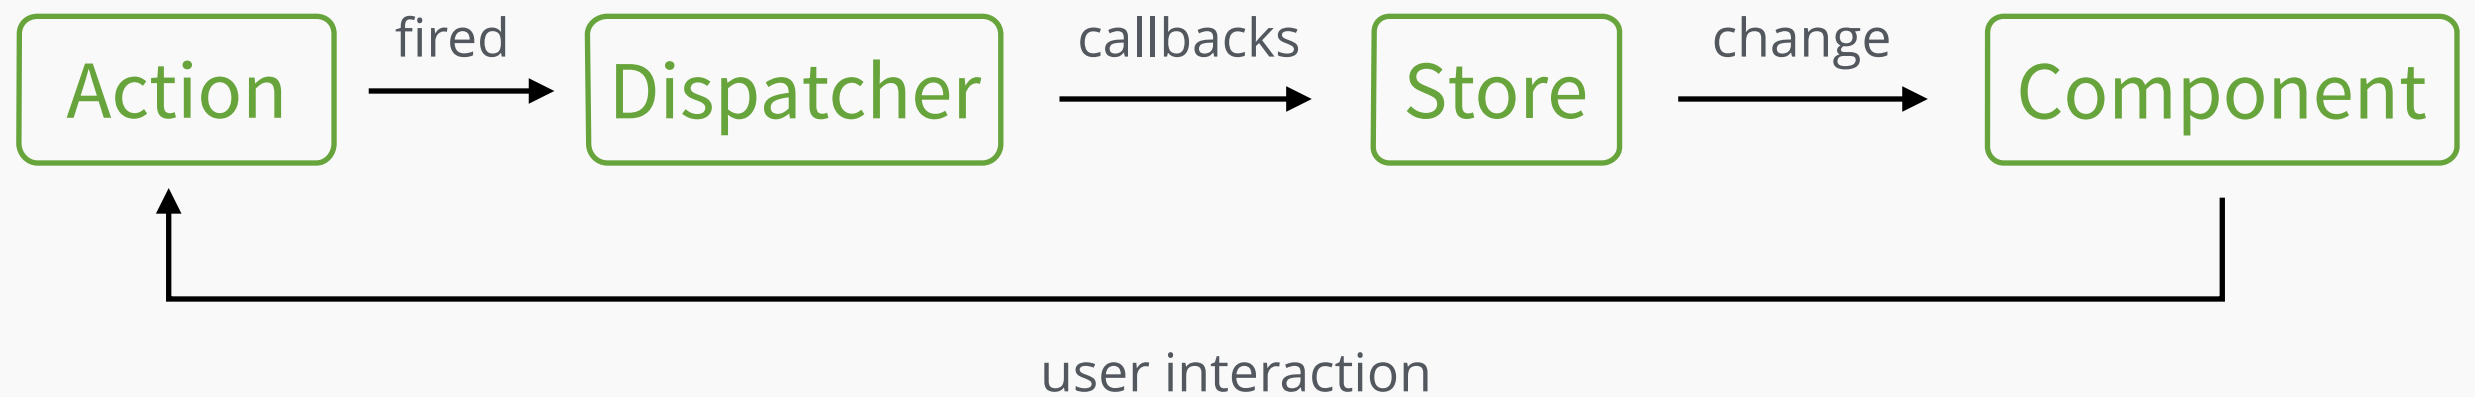 Action
fired
Dispatcher
callbacks
Store
change
Component
user interaction